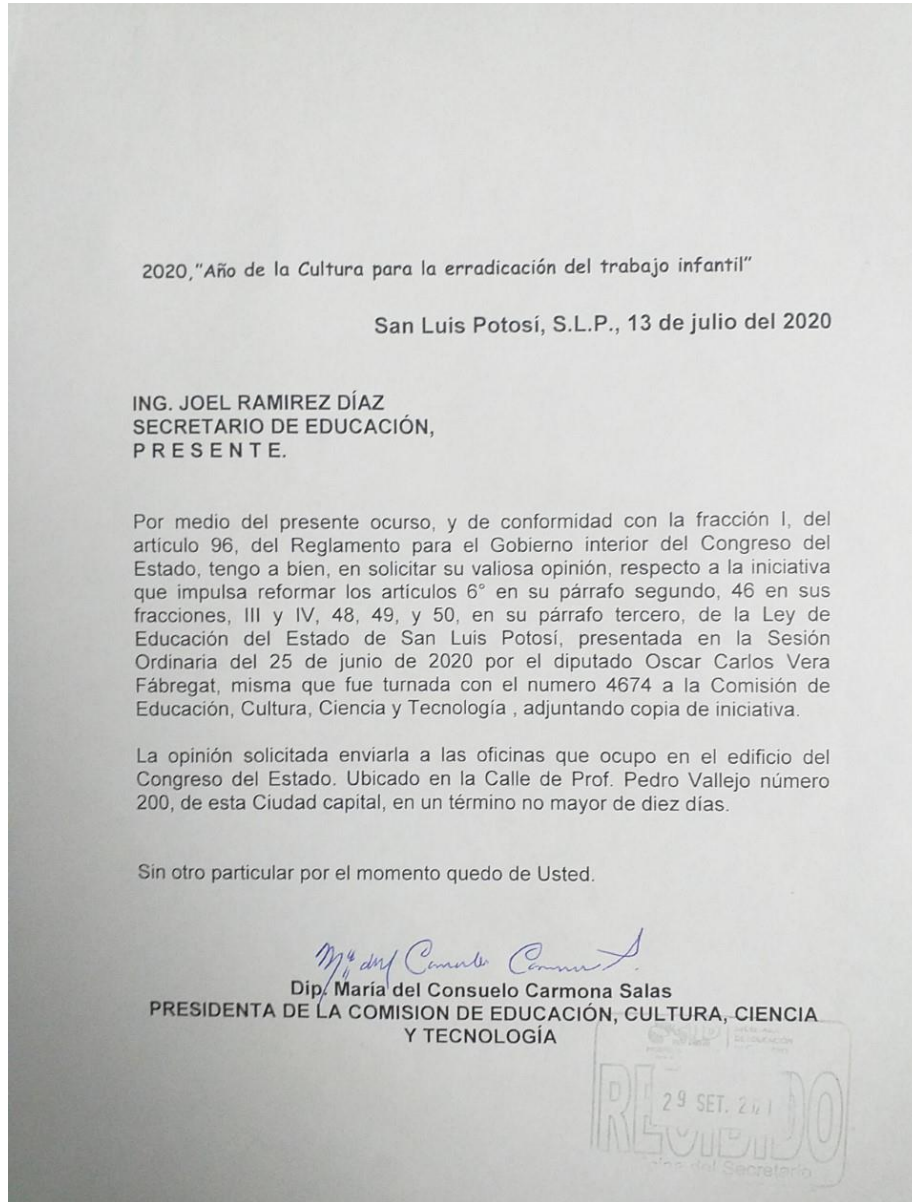 2020,"Año de la Cultura para la erradicación del trabajo infantil"
San Luis Potosí, S.L.P., 13 de julio del 2020
ING. JOEL RAMIREZ DÍAZ
SECRETARIO DE EDUCACIÓN,
P R E S E N T E.
Por medio del presente ocurso, y de conformidad con la fracción I, del
artículo 96, del Reglamento para el Gobierno interior del Congreso del
Estado, tengo a bien, en solicitar su valiosa opinión, respecto a la iniciativa
que impulsa reformar los artículos 6° en su párrafo segundo, 46 en sus
fracciones, III y IV, 48, 49, y 50, en su párrafo tercero, de la Ley de
Educación del Estado de San Luis Potosí, presentada en la Sesión
Ordinaria del 25 de junio de 2020 por el diputado Oscar Carlos Vera
Fábregat, misma que fue turnada con el numero 4674 a la Comisión de
Educación, Cultura, Ciencia y Tecnología , adjuntando copia de iniciativa.
La opinión solicitada enviarla a las oficinas que ocupo en el edificio del
Congreso del Estado. Ubicado en la Calle de Prof. Pedro Vallejo número
200, de esta Ciudad capital, en un término no mayor de diez días.
Sin otro particular por el momento quedo de Usted.
Dip. María del Consuelo Carmona Salas
PRESIDENTA DE LA COMISION DE EDUCACIÓN, CULTURA, CIENCIA
Y TECNOLOGÍA
DE EDUCACIÓN
RECIBIDO
29 SET.
del Secretario